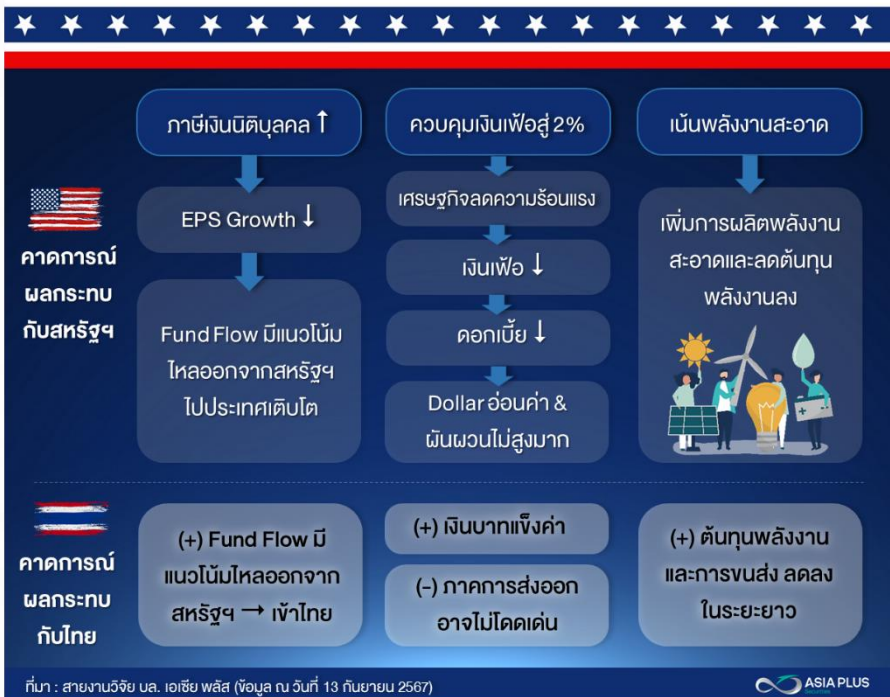 ภาษีเงินนิติบุคคล ↑
ควบคุมเงินเฟ้อสู่ 2%
เน้นพลังงานสะอาด
คาดการณ์
ผลกระทบ
กับสหรัฐฯ
EPS Growth ↓
Fund Flow มีแนวโน้ม
ไหลออกจากสหรัฐฯ
ไปประเทศเติบโต
เศรษฐกิจลดความร้อนแรง
เงินเฟ้อ ↓
ดอกเบี้ย ↓
Dollar อ่อนค่า &
ผันผวนไม่สูงมาก
เพิ่มการผลิตพลังงาน
สะอาดและลดต้นทุน
พลังงานลง
คาดการณ์
ผลกระทบ
กับไทย
(+) Fund Flow มี
แนวโน้มไหลออกจาก
สหรัฐฯ → เข้าไทย
(+) เงินบาทแข็งค่า
(-) ภาคการส่งออก
อาจไม่โดดเด่น
(+) ต้นทุนพลังงาน
และการขนส่ง ลดลง
ในระยะยาว
ที่มา : สายงานวิจัย บล. เอเซีย พลัส (ข้อมูล ณ วันที่ 13 กันยายน 2567)
ASIA PLUS